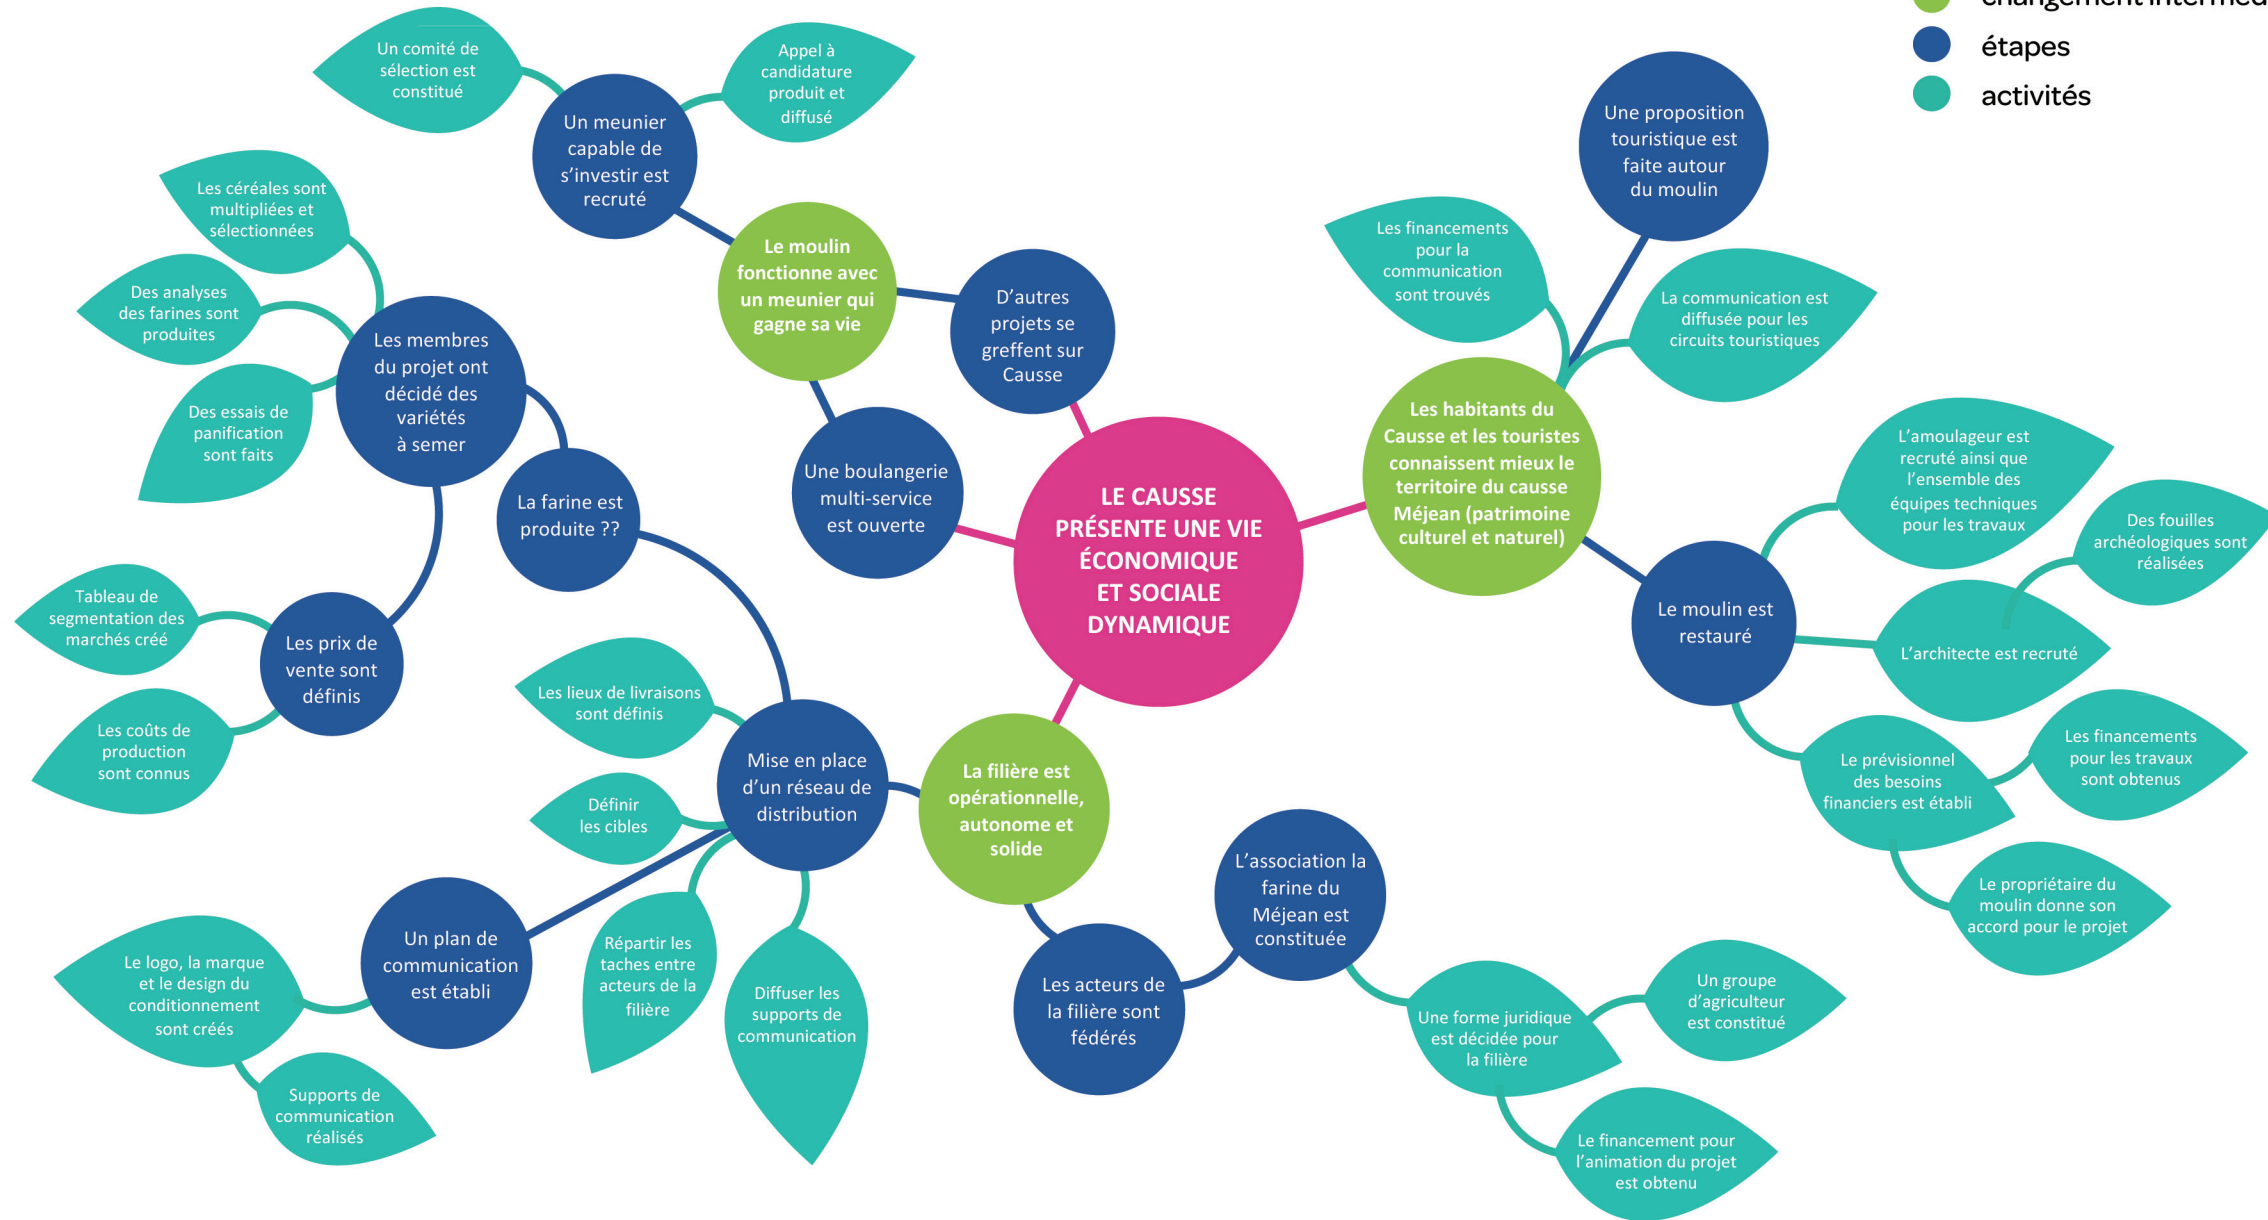 changement intermed
étapes
activités
Un comité de
sélection est
constitué
Appel à
candidature
produit et
diffusé
Un meunier
capable de
s’investir est
recruté
Une proposition
touristique est
faite autour
du moulin
Les céréales sont
multipliées et
sélectionnées
Des analyses
des farines sont
produites
Des essais de
panification
sont faits
Les membres
du projet ont
décidé des
variétés
à semer
Le moulin
fonctionne avec
un meunier qui
gagne sa vie
D’autres
projets se
greffent sur
Causse
Une boulangerie
multi-service
est ouverte
La farine est
produite ??
Les financements
pour la
communication
sont trouvés
La communication est
diffusée pour les
circuits touristiques
Les habitants du
Causse et les touristes
connaissent mieux le
territoire du causse
Méjean (patrimoine
culturel et naturel)
LE CAUSSE
PRÉSENTE UNE VIE
ÉCONOMIQUE
ET SOCIALE
DYNAMIQUE
L’amoulageur est
recruté ainsi que
l’ensemble des
équipes techniques
pour les travaux
Des fouilles
archéologiques sont
réalisées
Le moulin est
restauré
L’architecte est recruté
Tableau de
segmentation des
marchés créé
Les prix de
vente sont
définis
Les coûts de
production
sont connus
Les lieux de livraisons
sont définis
Mise en place
d’un réseau de
distribution
Définir
les cibles
La filière est
opérationnelle,
autonome et
solide
Le prévisionnel
des besoins
financiers est établi
Les financements
pour les travaux
sont obtenus
Le propriétaire du
moulin donne son
accord pour le projet
L’association la
farine du
Méjean est
constituée
Les acteurs de
la filière sont
fédérés
Un plan de
communication
est établi
Répartir les
taches entre
acteurs de la
filière
Diffuser les
supports de
communication
Le logo, la marque
et le design du
conditionnement
sont créés
Supports de
communication
réalisés
Une forme juridique
est décidée pour
la filière
Un groupe
d’agriculteur
est constitué
Le financement pour
l’animation du projet
est obtenu